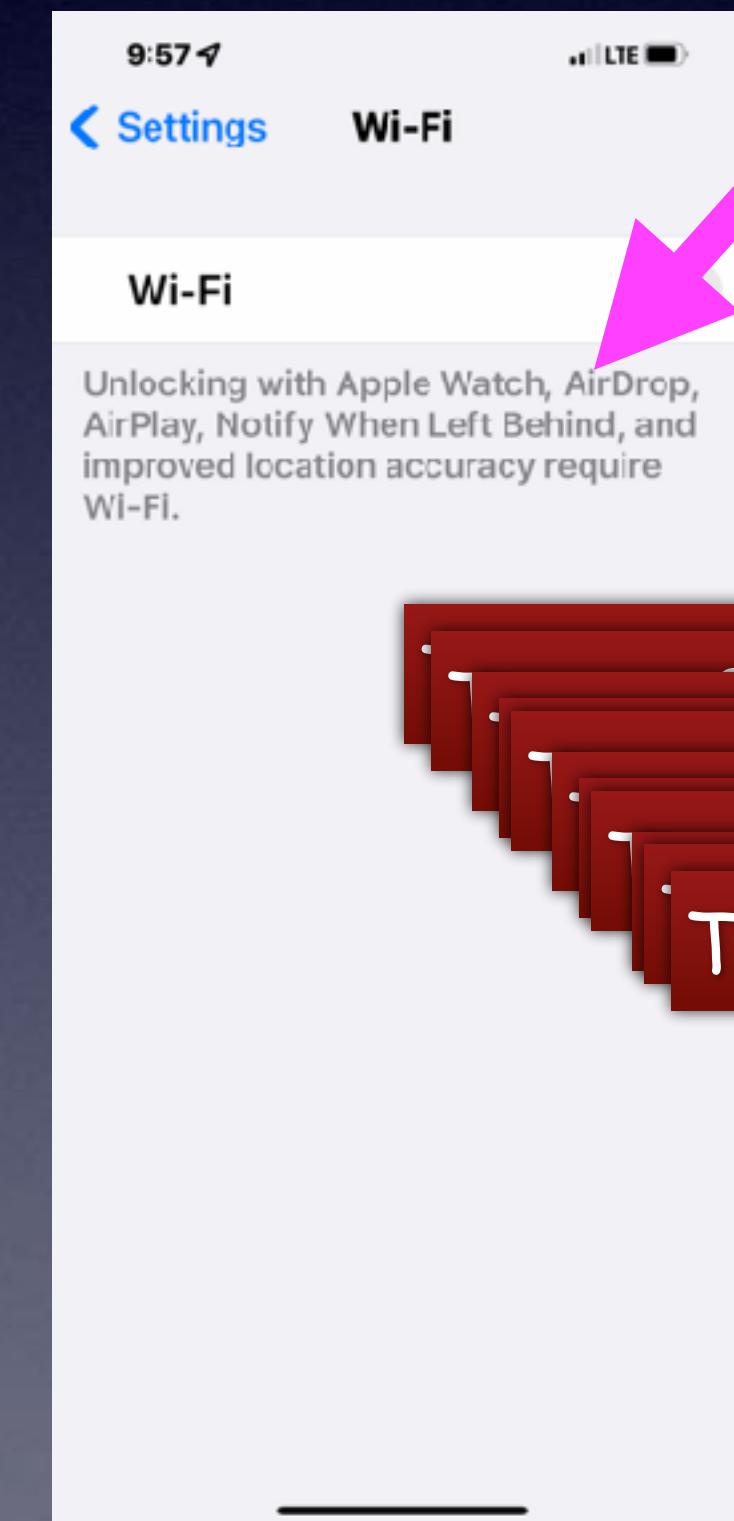 9:57
LTE
Settings
Wi-Fi
Wi-Fi
Unlocking with Apple Watch, AirDrop,
AirPlay, Notify When Left Behind, and
improved location accuracy require
Wi-Fi.
T